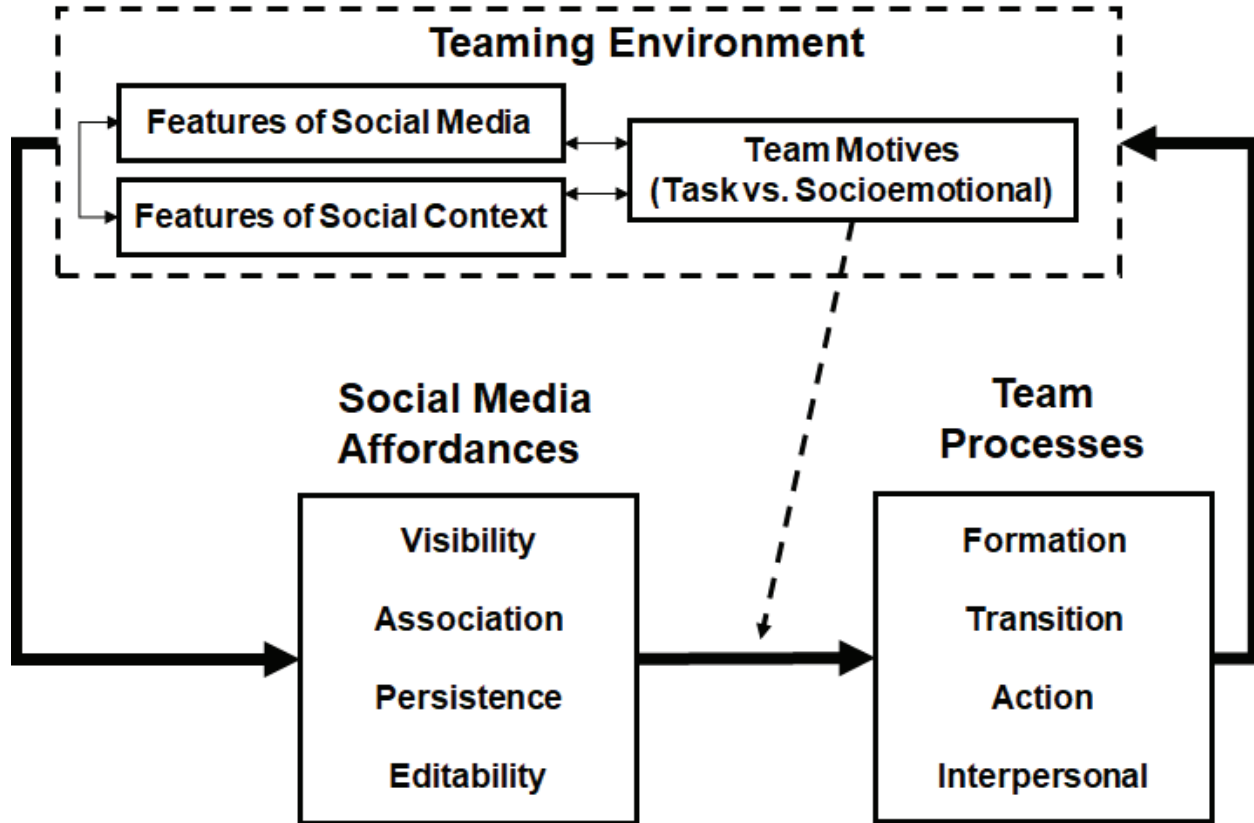 Teaming Environment
Features of Social Media
Features of Social Context
Team Motives
(Task vs. Socioemotional)
Social Media
Affordances
Visibility
Association
Persistence
Editability
Team
Processes
Formation
Transition
Action
Interpersonal